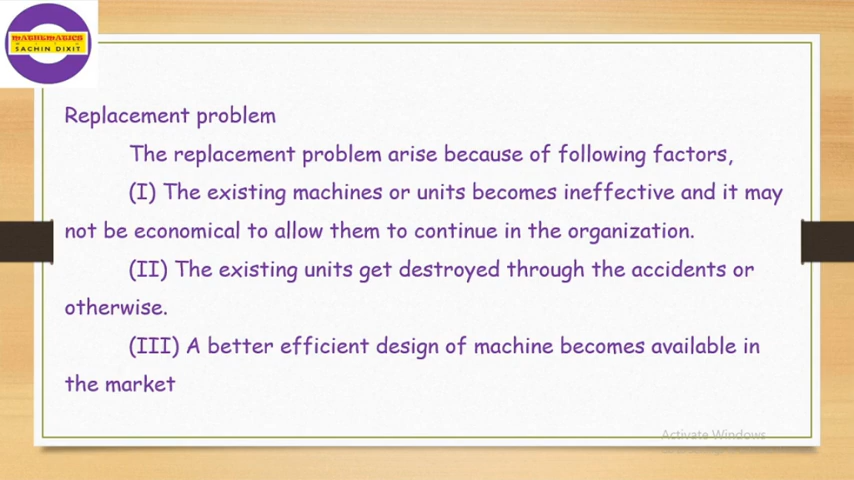 MATHEMATICS
WITH
SACHIN DIXIT
Replacement problem
The replacement problem arise because of following factors,
(I) The existing machines or units becomes ineffective and it may
not be economical to allow them to continue in the organization.
(II) The existing units get destroyed through the accidents or
otherwise.
(III) A better efficient design of machine becomes available in
the market
Activate Windows